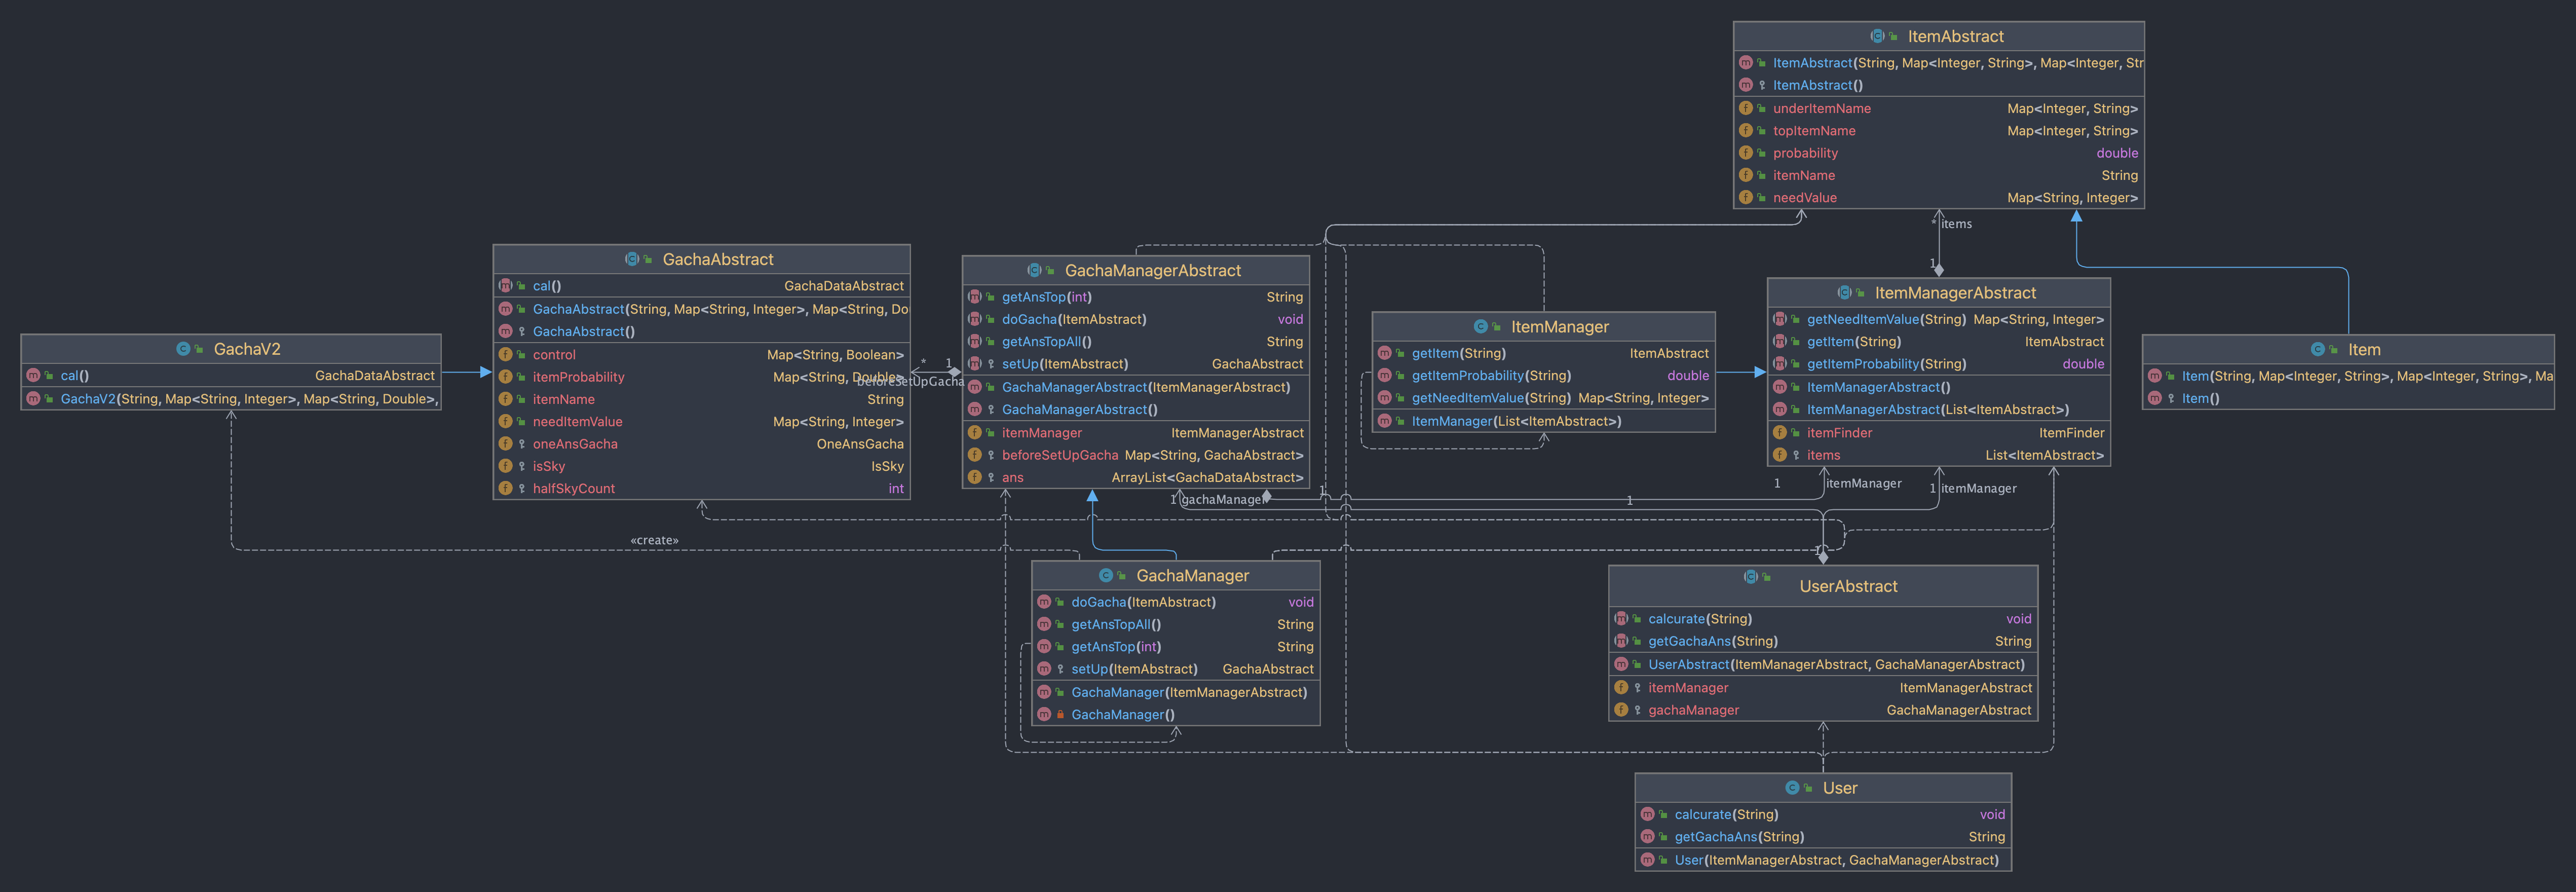 ItemAbstract
ItemAbstract(String, Map<Integer, String>, Map<Integer, Str
ItemAbstract()
underItemName Map<Integer, String>
topItemName Map<Integer, String>
probability double
itemName String
needValue Map<String, Integer>
* items
1
GachaAbstract
cal() GachaDataAbstract
GachaAbstract(String, Map<String, Integer>, Map<String, Do
GachaAbstract()
control Map<String, Boolean>
itemProbability Map<String, Double>
itemName String
needItemValue Map<String, Integer>
oneAnsGacha OneAnsGacha
isSky IsSky
halfSkyCount int
* 1
beforeSetUpGacha
GachaManagerAbstract
getAnsTop(int) String
doGacha(ItemAbstract) void
getAnsTopAll() String
setUp(ItemAbstract) GachaAbstract
GachaManagerAbstract(ItemManagerAbstract)
GachaManagerAbstract()
itemManager ItemManagerAbstract
beforeSetUpGacha Map<String, GachaAbstract>
ans ArrayList<GachaDataAbstract>
ItemManager
getItem(String) ItemAbstract
getItemProbability(String) double
getNeedItemValue(String) Map<String, Integer>
ItemManager(List<ItemAbstract>)
ItemManagerAbstract
getNeedItemValue(String) Map<String, Integer>
getItem(String) ItemAbstract
getItemProbability(String) double
ItemManagerAbstract()
ItemManagerAbstract(List<ItemAbstract>)
itemFinder ItemFinder
items List<ItemAbstract>
Item
Item(String, Map<Integer, String>, Map<Integer, String>, Ma
Item()
GachaV2
cal() GachaDataAbstract
GachaV2(String, Map<String, Integer>, Map<String, Double>,
1 itemManager
1 itemManager
1 gachaManager
1
1
1
«create»
GachaManager
doGacha(ItemAbstract) void
getAnsTopAll() String
getAnsTop(int) String
setUp(ItemAbstract) GachaAbstract
GachaManager(ItemManagerAbstract)
GachaManager()
UserAbstract
calcurate(String) void
getGachaAns(String) String
UserAbstract(ItemManagerAbstract, GachaManagerAbstract)
itemManager ItemManagerAbstract
gachaManager GachaManagerAbstract
User
calcurate(String) void
getGachaAns(String) String
User(ItemManagerAbstract, GachaManagerAbstract)